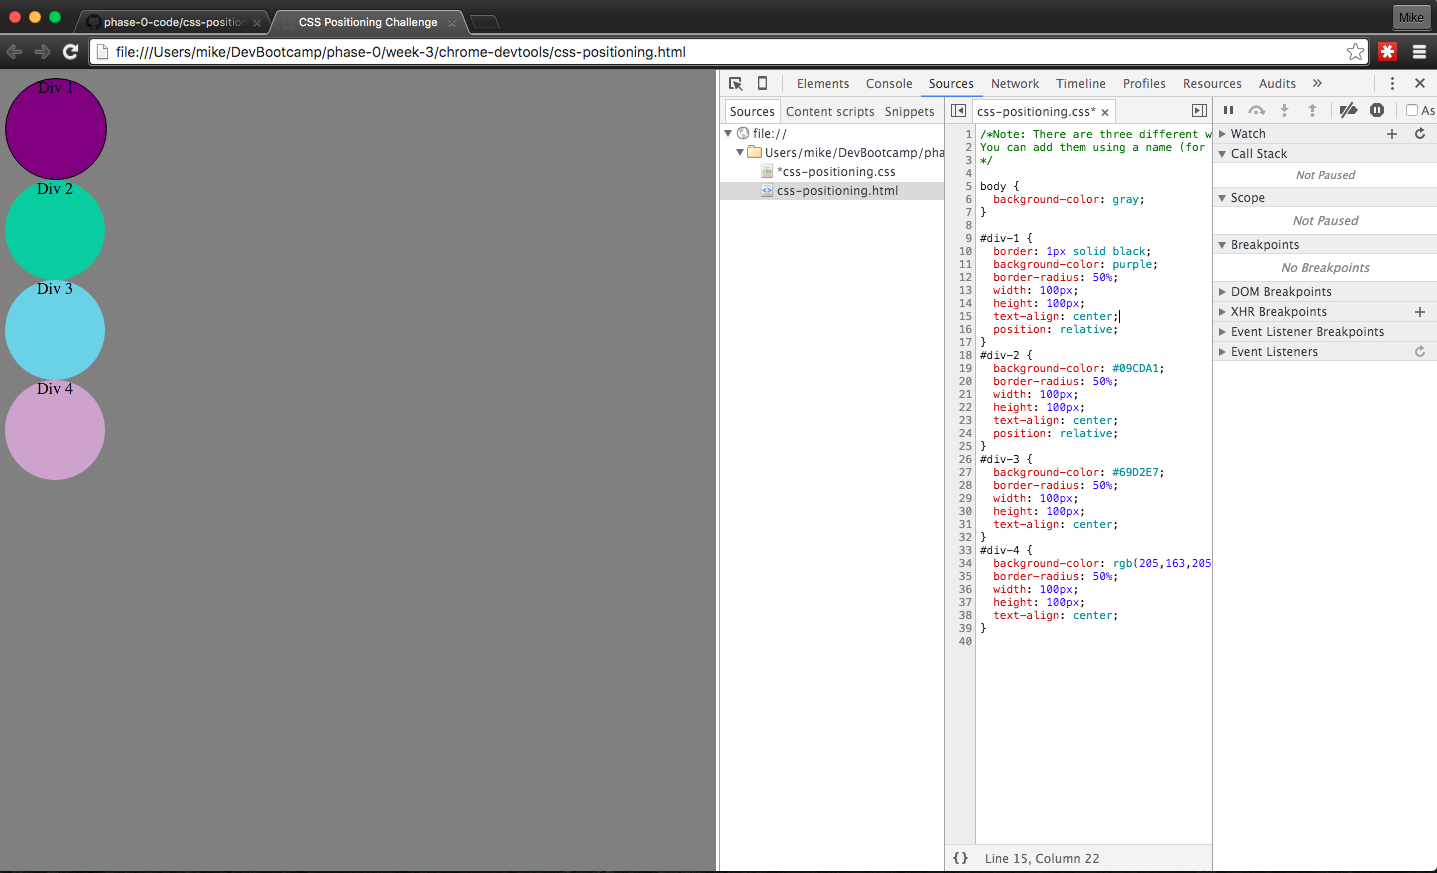 phase-0-code/css-position
CSS Positioning Challenge
Mike
file:///Users/mike/DevBootcamp/phase-0/week-3/chrome-devtools/css-positioning.html
Div 1
Div 2
Div 3
Div 4
Elements Console Sources Network Timeline Profiles Resources Audits »
Sources Content scripts Snippets
file://
Users/mike/DevBootcamp/pha
*css-positioning.css
css-positioning.html
css-positioning.css* ×
1 /*Note: There are three different w
2 You can add them using a name (for
3 */
4
5 body {
6 background-color: gray;
7 }
8
9 #div-1 {
10 border: 1px solid black;
11 background-color: purple;
12 border-radius: 50%;
13 width: 100px;
14 height: 100px;
15 text-align: center;
16 position: relative;
17 }
18 #div-2 {
19 background-color: #09CDA1;
20 border-radius: 50%;
21 width: 100px;
22 height: 100px;
23 text-align: center;
24 position: relative;
25 }
26 #div-3 {
27 background-color: #69D2E7;
28 border-radius: 50%;
29 width: 100px;
30 height: 100px;
31 text-align: center;
32 }
33 #div-4 {
34 background-color: rgb(205,163,205
35 border-radius: 50%;
36 width: 100px;
37 height: 100px;
38 text-align: center;
39 }
40
{} Line 15, Column 22
As
Watch
Call Stack
Not Paused
Scope
Not Paused
Breakpoints
No Breakpoints
DOM Breakpoints
XHR Breakpoints
Event Listener Breakpoints
Event Listeners